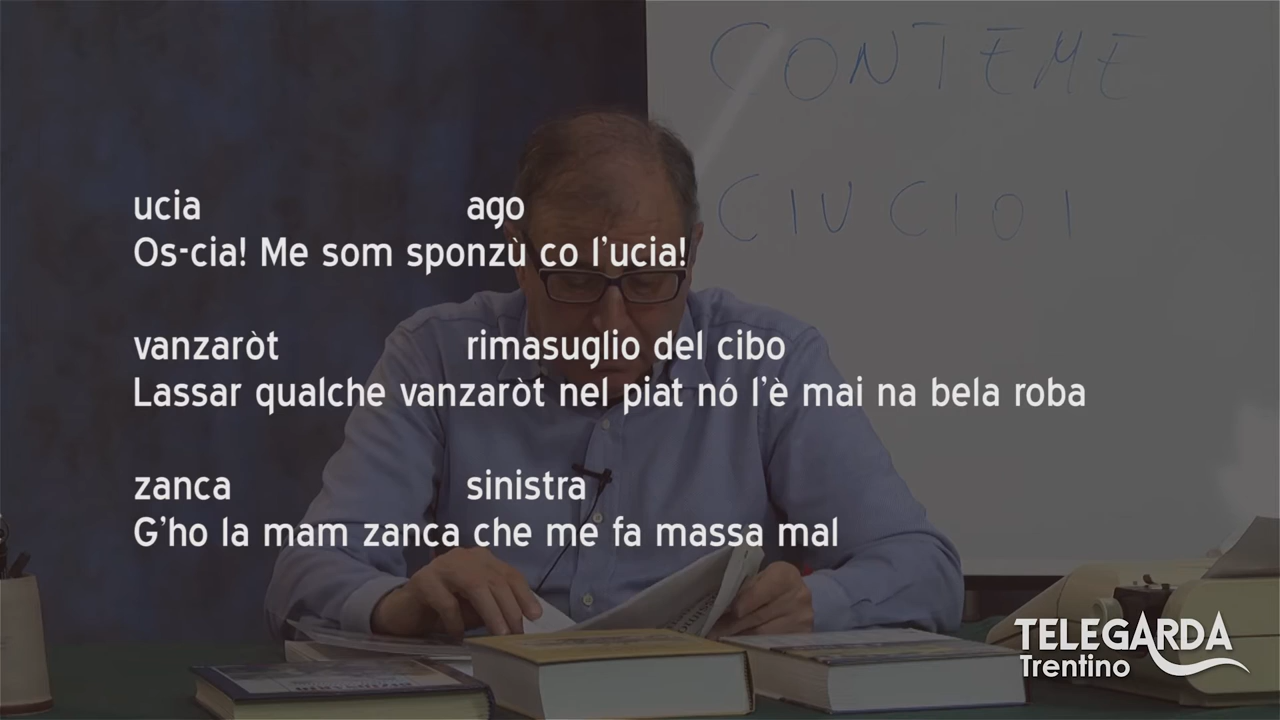 CONTEME
CIUCIOI
ucia ago
Os-cia! Me som sponzù co l'ucia!
vanzaròt rimasuglio del cibo
Lassar qualche vanzaròt nel piat nó l'è mai na bela roba
zanca sinistra
G'ho la mam zanca che me fa massa mal
TELEGARDA
Trentino